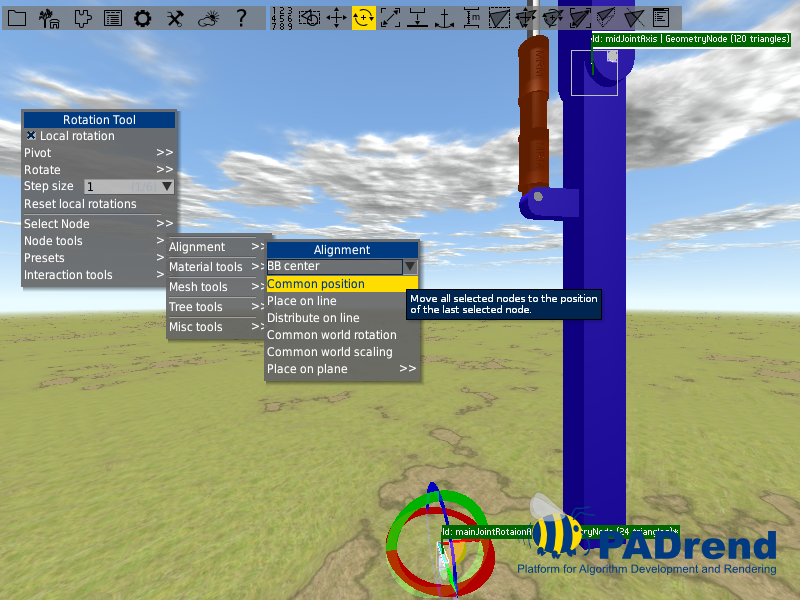 1 2 3
4 5 6
7 8 9
?
m
Id: midJointAxis | GeometryNode (120 triangles)
Rotation Tool
Local rotation
Pivot >>
Rotate >>
Step size 1
Reset local rotations
Select Node >>
Node tools >
Presets >
Interaction tools >
Alignment >>
Material tools >
Mesh tools >
Tree tools >
Misc tools >>
Alignment
BB center
Common position
Place on line
Distribute on line
Common world rotation
Common world scaling
Place on plane >>
Move all selected nodes to the position
of the last selected node.
Id: mainJointRotaion (24 triangles)*
PADrend
Platform for Algorithm Development and Rendering